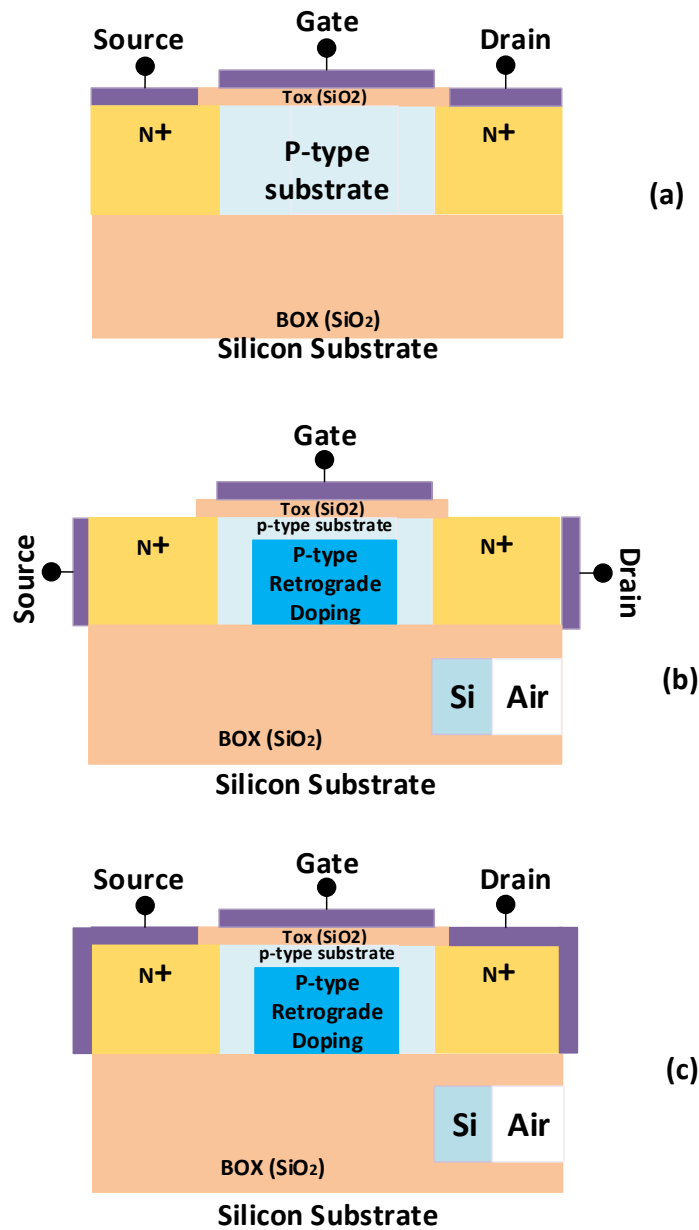 Gate
Source
Drain
Tox (SiO2)
N+
N+
P-type
substrate
(a)
BOX (SiO₂)
Silicon Substrate
Gate
Tox (SiO2)
p-type substrate
N+
N+
P-type
Retrograde
Doping
Source
Drain
Si
Air
(b)
BOX (SiO₂)
Silicon Substrate
Gate
Source
Drain
Tox (SiO2)
p-type substrate
N+
N+
P-type
Retrograde
Doping
(c)
Si
Air
BOX (SiO₂)
Silicon Substrate